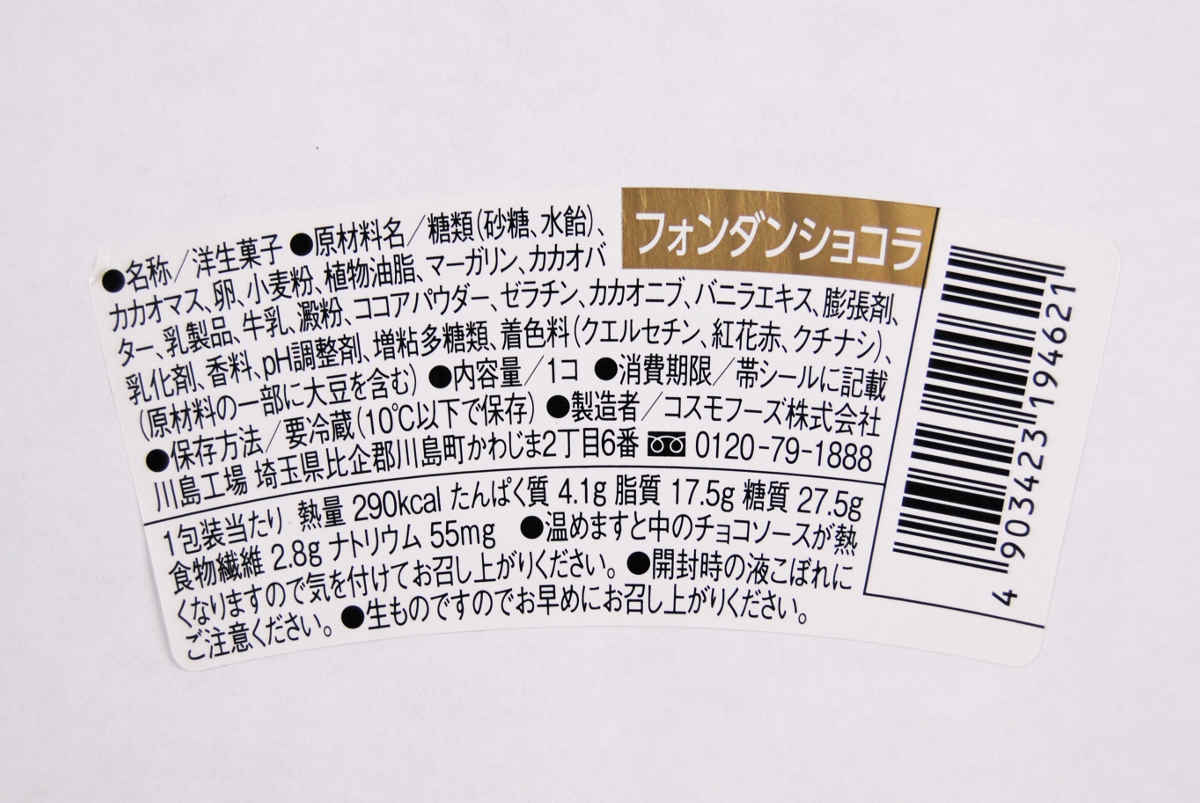 フォンダンショコラ
●名称／洋生菓子 ●原材料名／糖類（砂糖、水飴）、
カカオマス、卵、小麦粉、植物油脂、マーガリン、カカオバ
ター、乳製品、牛乳、澱粉、ココアパウダー、ゼラチン、カカオニブ、バニラエキス、膨張剤、
乳化剤、香料、pH調整剤、増粘多糖類、着色料（クエルセチン、紅花赤、クチナシ）、
（原材料の一部に大豆を含む） ●内容量／1コ ●消費期限／帯シールに記載
●保存方法／要冷蔵（10℃以下で保存） ●製造者／コスモフーズ株式会社
川島工場 埼玉県比企郡川島町かわじま2丁目6番 0120-79-1888
1包装当たり 熱量 290kcal たんぱく質 4.1g 脂質 17.5g 糖質 27.5g
食物繊維 2.8g ナトリウム 55mg ●温めますと中のチョコソースが熱
くなりますので気を付けてお召し上がりください。 ●開封時の液こぼれに
ご注意ください。 ●生ものですのでお早めにお召し上がりください。
4 903423 194621